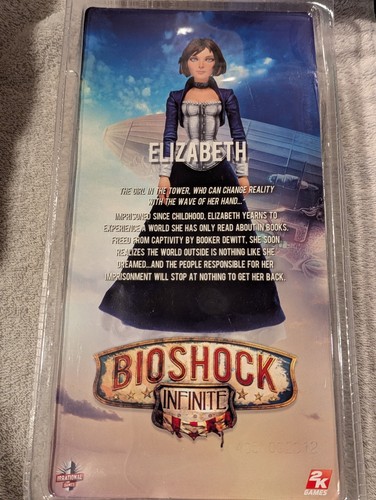 ELIZABETH
THE GIRL IN THE TOWER, WHO CAN CHANGE REALITY
WITH THE WAVE OF HER HAND...
IMPRISONED SINCE CHILDHOOD, ELIZABETH YEARNS TO
EXPERIENCE A WORLD SHE HAS ONLY READ ABOUT IN BOOKS.
FREED FROM CAPTIVITY BY BOOKER DEWITT, SHE SOON
REALIZES THE WORLD OUTSIDE IS NOTHING LIKE SHE
DREAMED...AND THE PEOPLE RESPONSIBLE FOR HER
IMPRISONMENT WILL STOP AT NOTHING TO GET HER BACK.
BIOSHOCK
INFINITE
IRRATIONAL
2K
GAMES